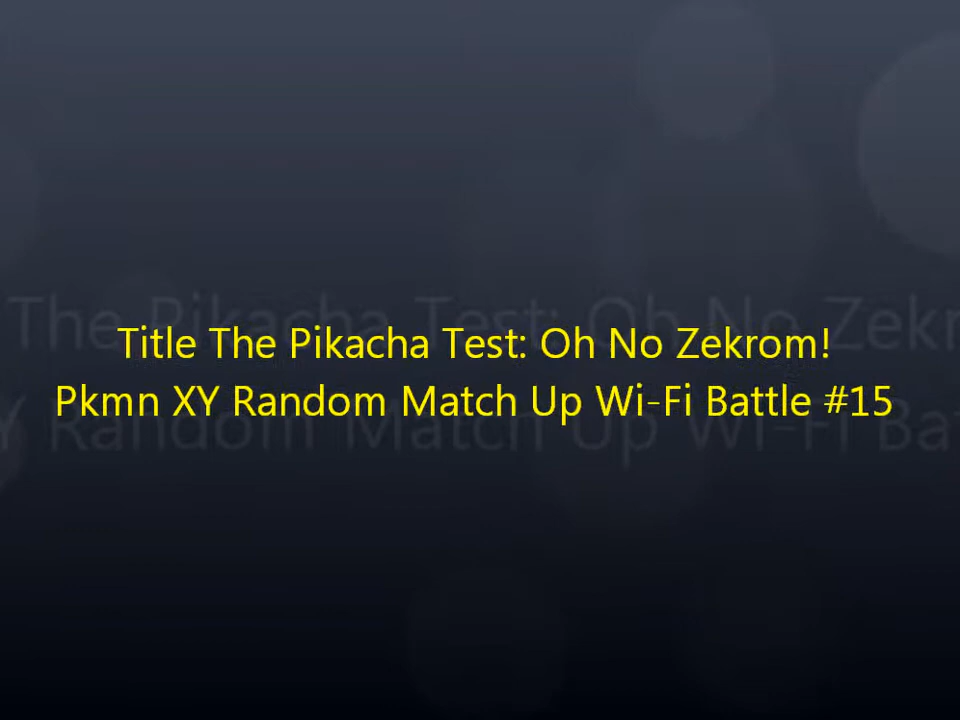 Title The Pikacha Test: Oh No Zekrom!
Pkmn XY Random Match Up Wi-Fi Battle #15